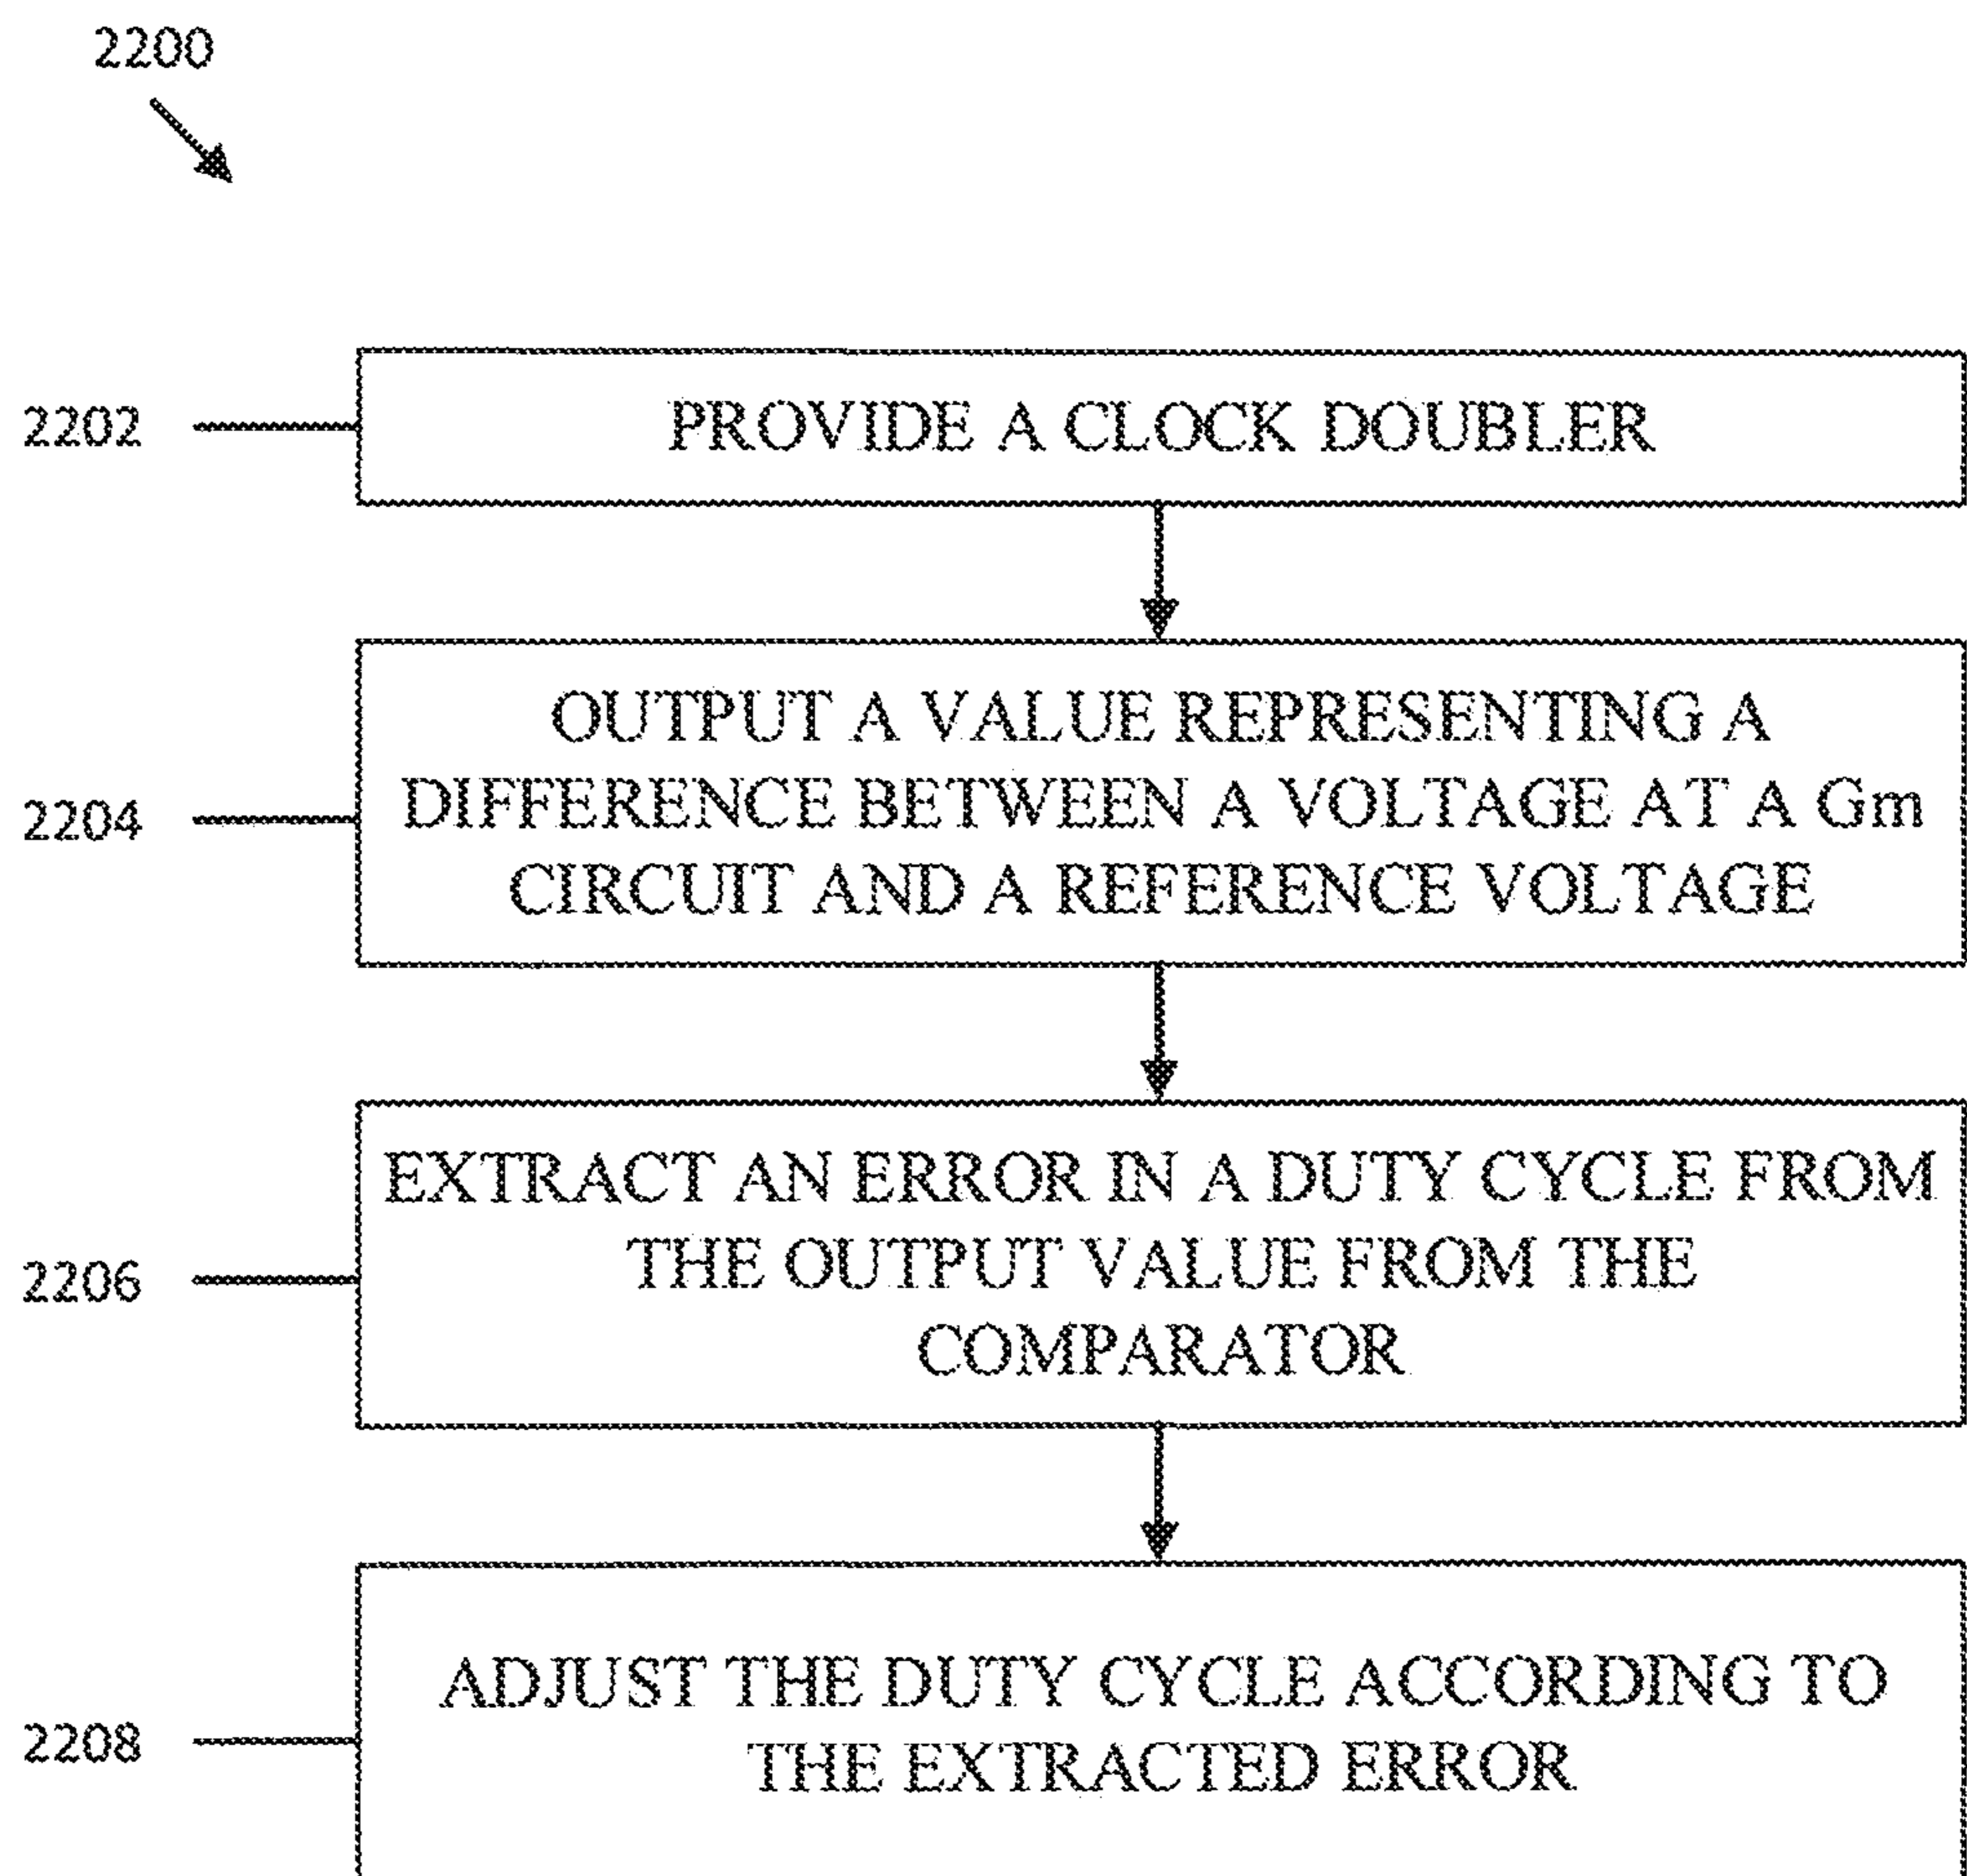 2200
2202
PROVIDE A CLOCK DOUBLER
2204
OUTPUT A VALUE REPRESENTING A
DIFFERENCE BETWEEN A VOLTAGE AT A Gm
CIRCUIT AND A REFERENCE VOLTAGE
2206
EXTRACT AN ERROR IN A DUTY CYCLE FROM
THE OUTPUT VALUE FROM THE
COMPARATOR
2208
ADJUST THE DUTY CYCLE ACCORDING TO
THE EXTRACTED ERROR